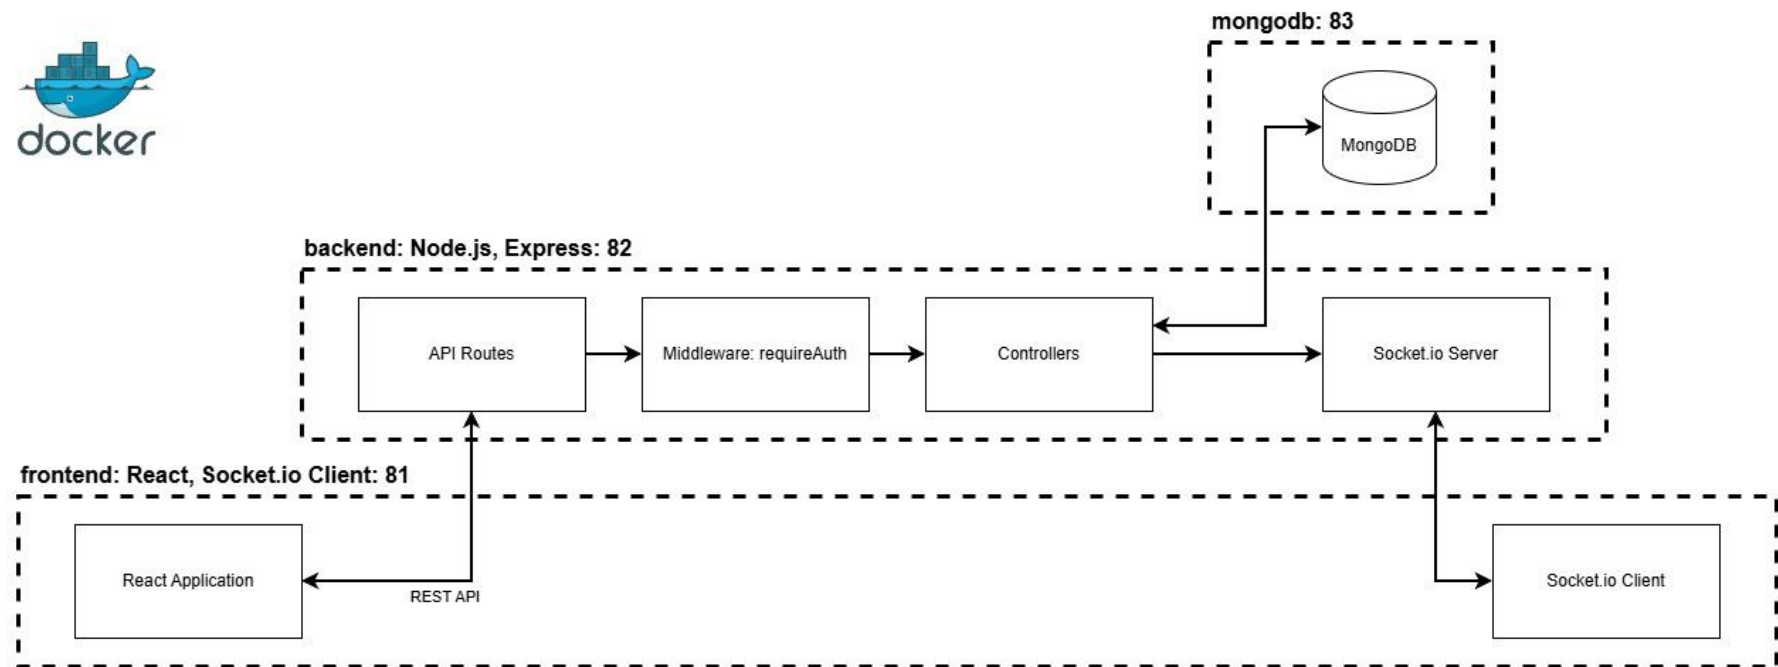 mongodb: 83
docker
MongoDB
backend: Node.js, Express: 82
API Routes
Middleware: requireAuth
Controllers
Socket.io Server
frontend: React, Socket.io Client: 81
React Application
REST API
Socket.io Client